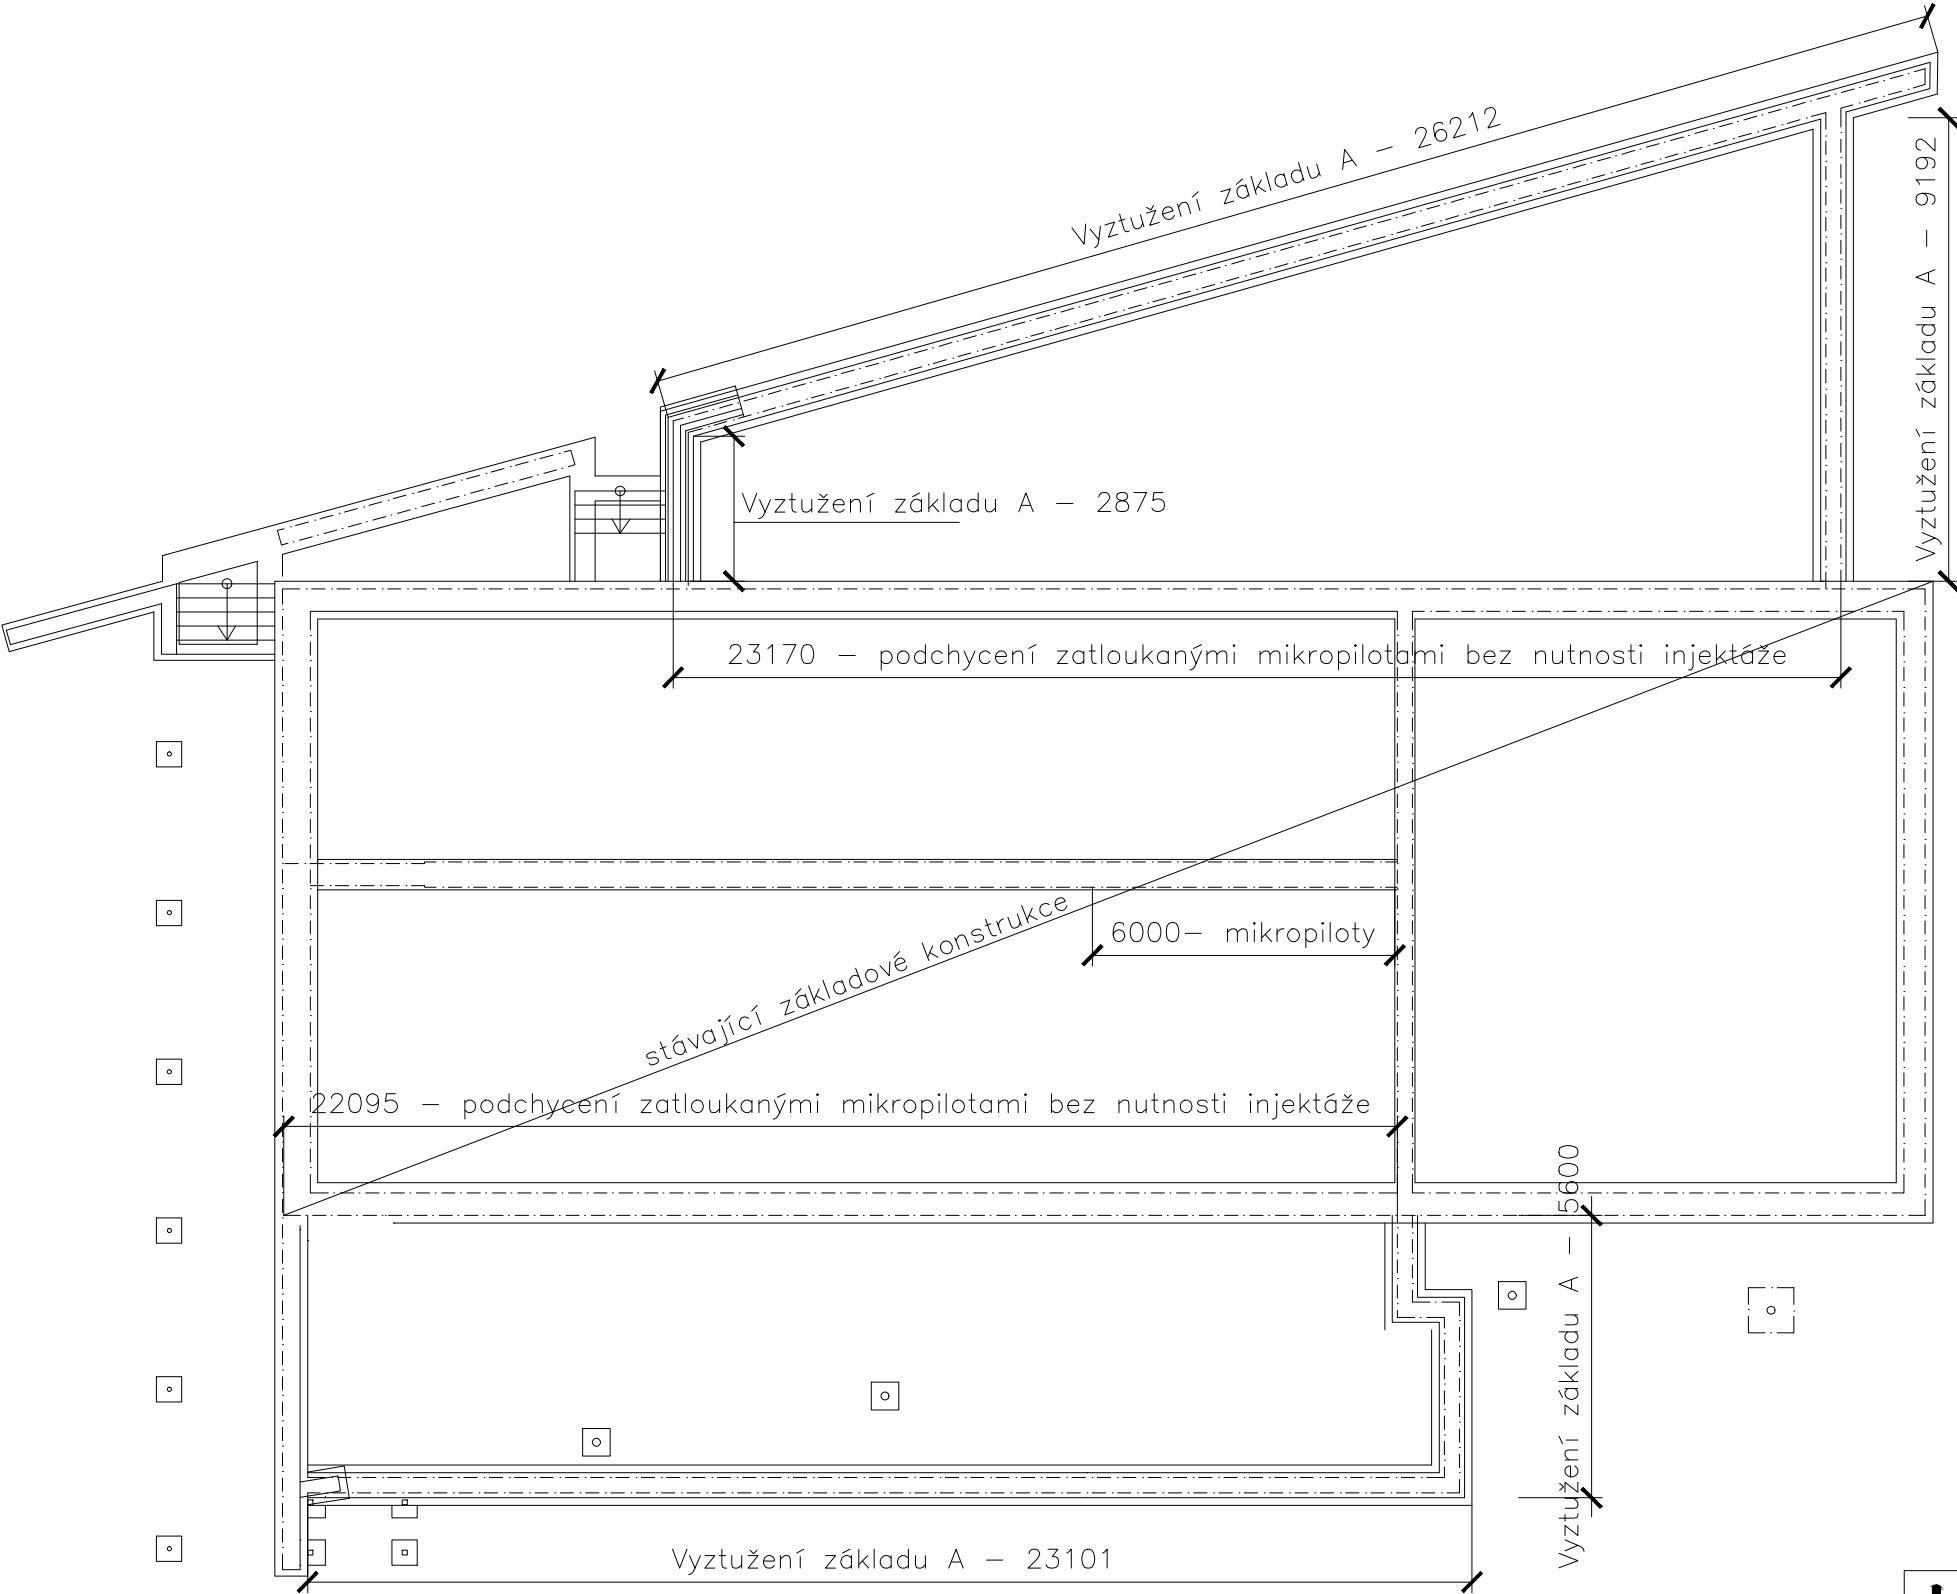 Vyztužení základu A - 26212
Vyztužení základu A - 9192
Vyztužení základu A - 2875
23170 - podchycení zatloukanými mikropilotami bez nutnosti injektáže
6000- mikropiloty
stávající základové konstrukce
22095 - podchycení zatloukanými mikropilotami bez nutnosti injektáže
Vyztužení základu A - 5600
Vyztužení základu A - 23101